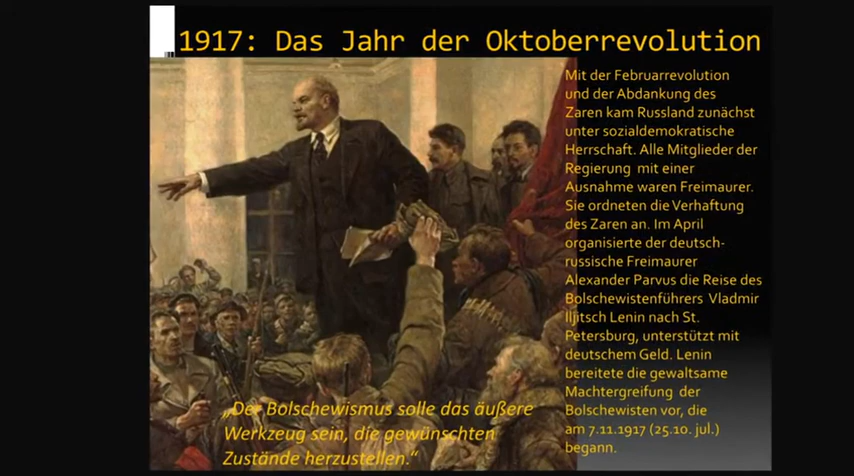 1917: Das Jahr der Oktoberrevolution
Mit der Februarrevolution
und der Abdankung des
Zaren kam Russland zunächst
unter sozialdemokratische
Herrschaft. Alle Mitglieder der
Regierung mit einer
Ausnahme waren Freimaurer.
Sie ordneten die Verhaftung
des Zaren an. Im April
organisierte der deutsch-
russische Freimaurer
Alexander Parvus die Reise des
Bolschewistenführers Vladmir
Iljitsch Lenin nach St.
Petersburg, unterstützt mit
deutschem Geld. Lenin
bereitete die gewaltsame
Machtergreifung der
Bolschewisten vor, die
am 7.11.1917 (25.10. jul.)
begann.
„Der Bolschewismus solle das äußere
Werkzeug sein, die gewünschten
Zustände herzustellen.“